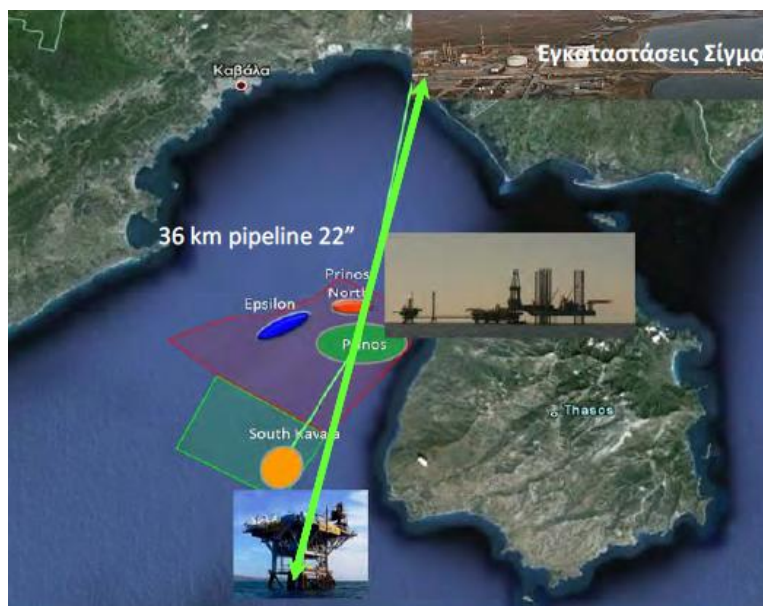 Εγκαταστάσεις Σίγμα
Καβάλα
36 km pipeline 22”
Prinos
North
Epsilon
Prinos
Thasos
South Kavala